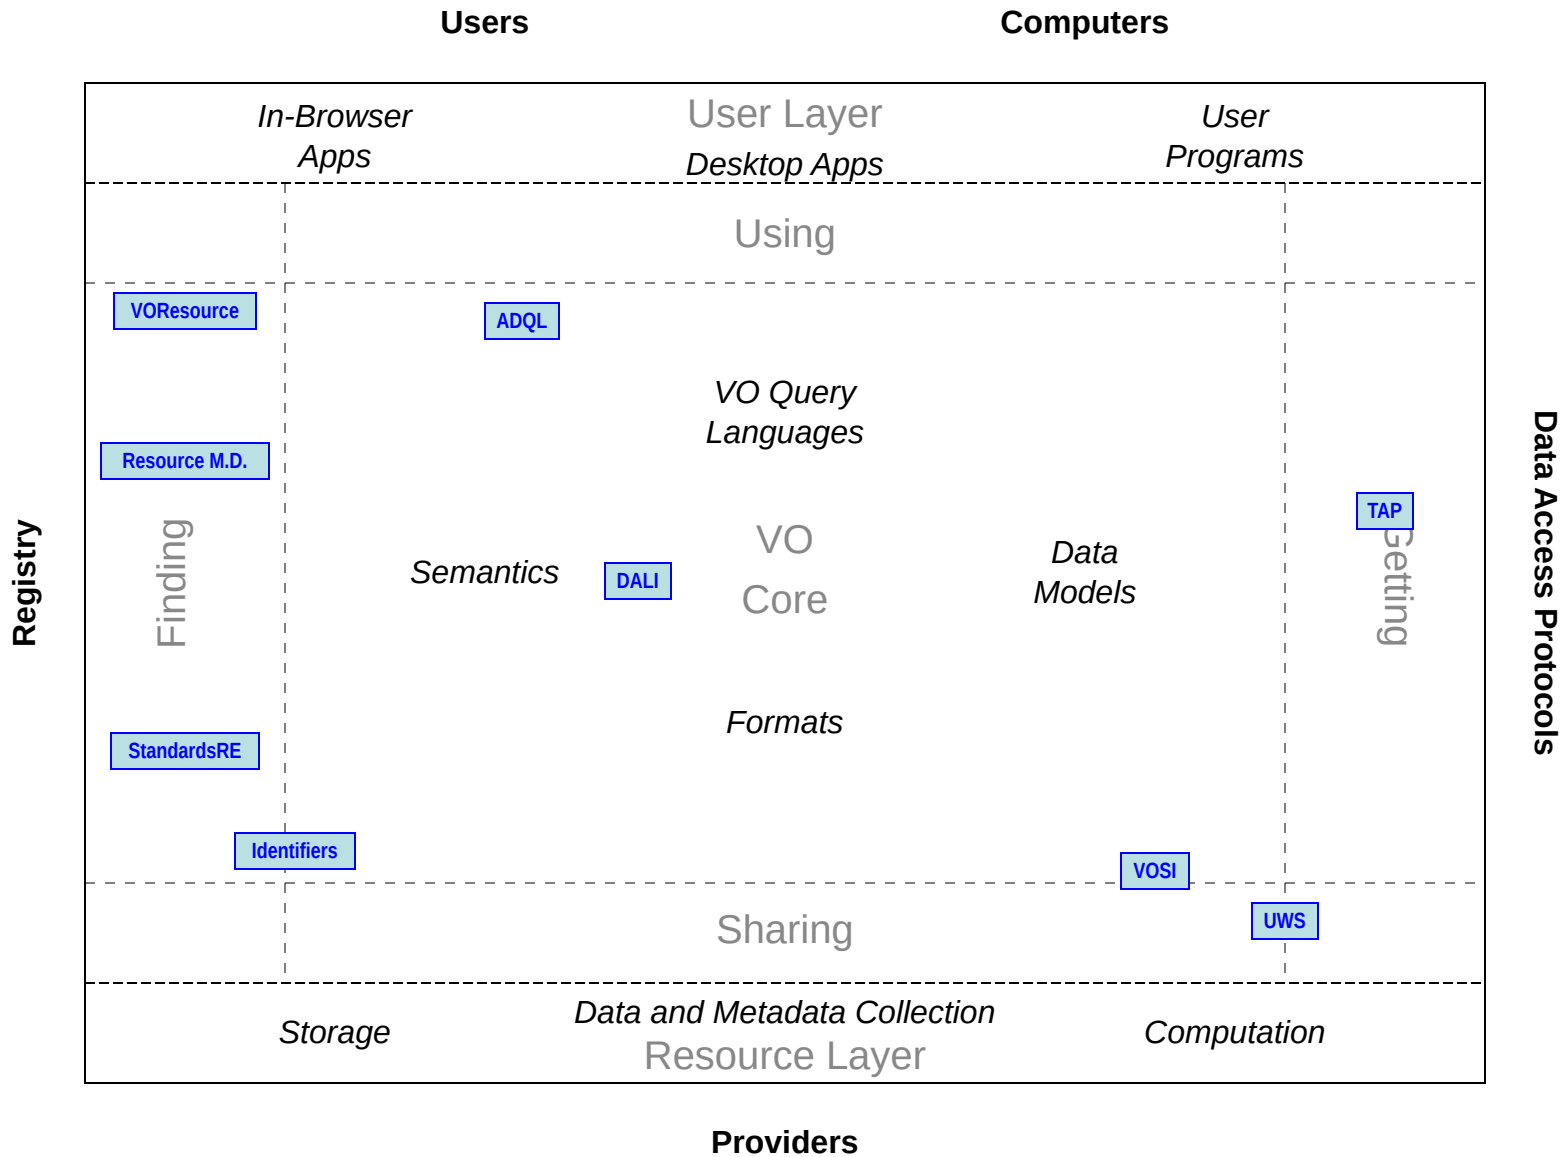 Users
Computers
In-Browser
Apps
User Layer
Desktop Apps
User
Programs
Using
VOResource
ADQL
VO Query
Languages
Resource M.D.
TAP
Registry
Finding
Semantics
DALI
VO
Core
Data
Models
Getting
Data Access Protocols
Formats
StandardsRE
Identifiers
VOSI
Sharing
UWS
Storage
Data and Metadata Collection
Resource Layer
Computation
Providers